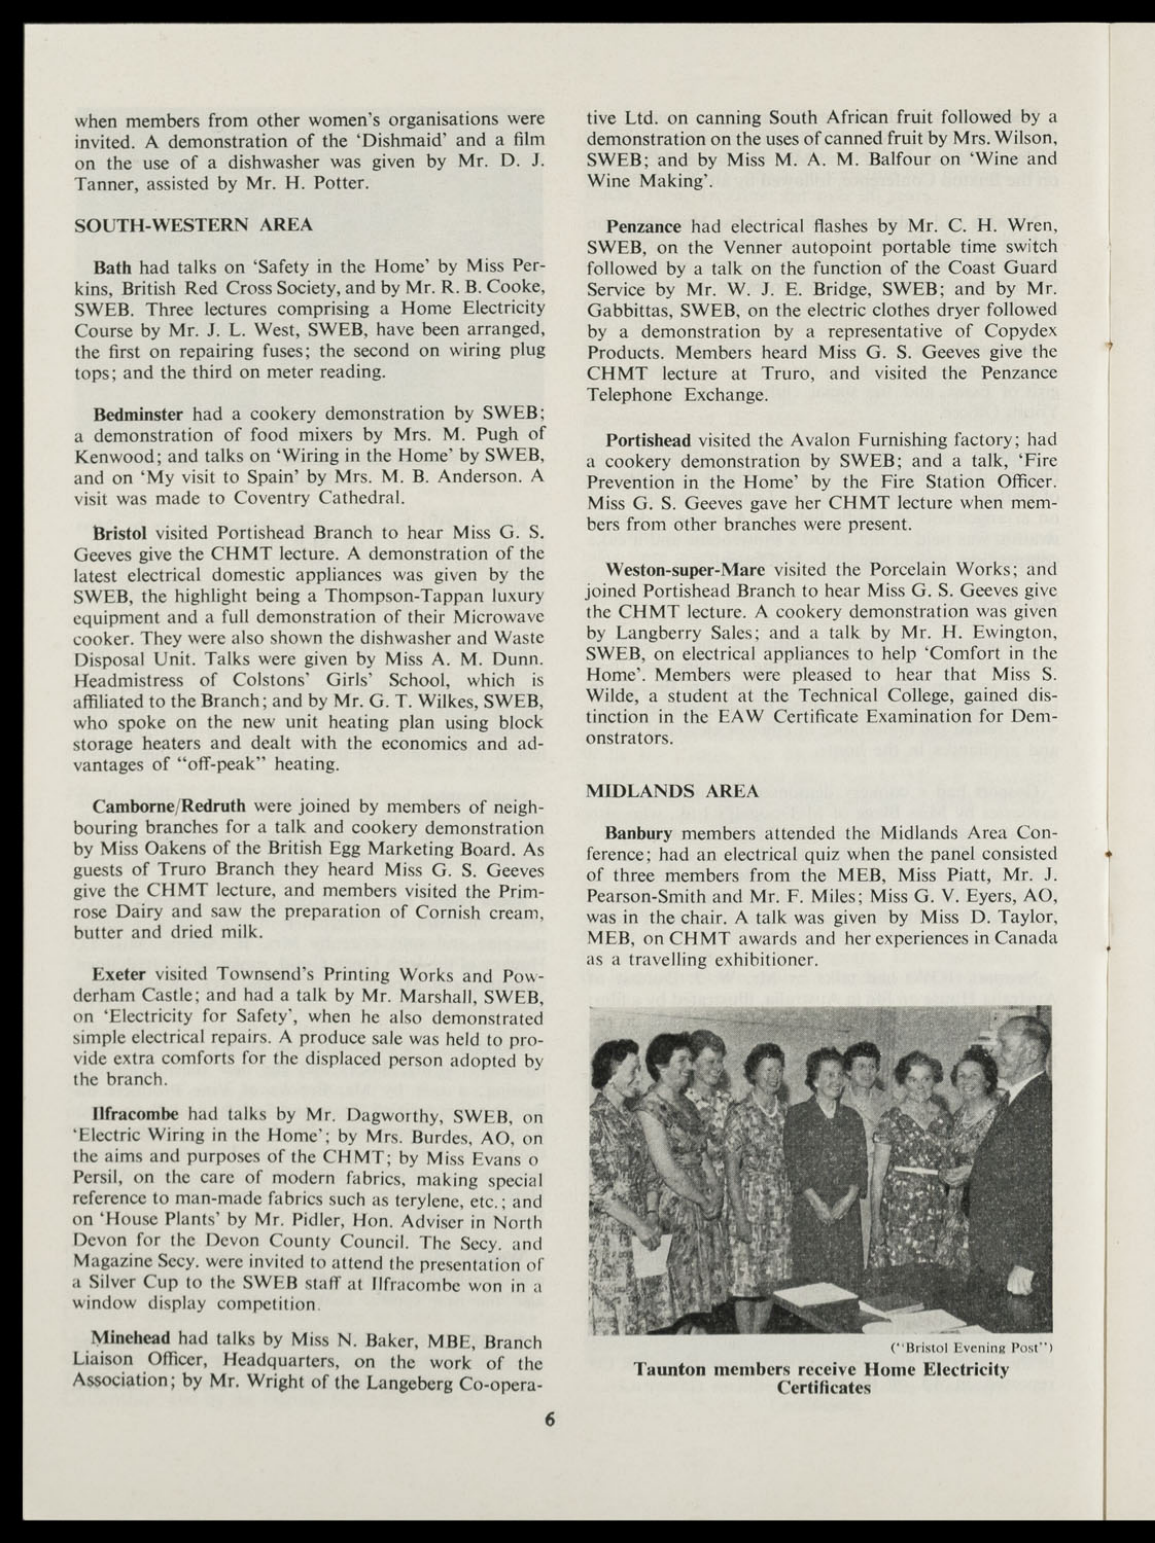 when members from other women's organisations were
invited. A demonstration of the 'Dishmaid' and a film
on the use of a dishwasher was given by Mr. D. J.
Tanner, assisted by Mr. H. Potter.
SOUTH-WESTERN AREA
Bath had talks on 'Safety in the Home' by Miss Per-
kins, British Red Cross Society, and by Mr. R. B. Cooke,
SWEB. Three lectures comprising a Home Electricity
Course by Mr. J. L. West, SWEB, have been arranged,
the first on repairing fuses; the second on wiring plug
tops; and the third on meter reading.
Bedminster had a cookery demonstration by SWEB;
a demonstration of food mixers by Mrs. M. Pugh of
Kenwood; and talks on 'Wiring in the Home' by SWEB,
and on 'My visit to Spain' by Mrs. M. B. Anderson. A
visit was made to Coventry Cathedral.
Bristol visited Portishead Branch to hear Miss G. S.
Geeves give the CHMT lecture. A demonstration of the
latest electrical domestic appliances was given by the
SWEB, the highlight being a Thompson-Tappan luxury
equipment and a full demonstration of their Microwave
cooker. They were also shown the dishwasher and Waste
Disposal Unit. Talks were given by Miss A. M. Dunn.
Headmistress of Colstons' Girls' School, which is
affiliated to the Branch; and by Mr. G. T. Wilkes, SWEB,
who spoke on the new unit heating plan using block
storage heaters and dealt with the economics and ad-
vantages of "off-peak" heating.
Camborne/Redruth were joined by members of neigh-
bouring branches for a talk and cookery demonstration
by Miss Oakens of the British Egg Marketing Board. As
guests of Truro Branch they heard Miss G. S. Geeves
give the CHMT lecture, and members visited the Prim-
rose Dairy and saw the preparation of Cornish cream,
butter and dried milk.
Exeter visited Townsend's Printing Works and Pow-
derham Castle; and had a talk by Mr. Marshall, SWEB,
on 'Electricity for Safety', when he also demonstrated
simple electrical repairs. A produce sale was held to pro-
vide extra comforts for the displaced person adopted by
the branch.
Ilfracombe had talks by Mr. Dagworthy, SWEB, on
'Electric Wiring in the Home'; by Mrs. Burdes, AO, on
the aims and purposes of the CHMT; by Miss Evans o
Persil, on the care of modern fabrics, making special
reference to man-made fabrics such as terylene, etc.; and
on 'House Plants' by Mr. Pidler, Hon. Adviser in North
Devon for the Devon County Council. The Secy. and
Magazine Secy. were invited to attend the presentation of
a Silver Cup to the SWEB staff at Ilfracombe won in a
window display competition.
Minehead had talks by Miss N. Baker, MBE, Branch
Liaison Officer, Headquarters, on the work of the
Association; by Mr. Wright of the Langeberg Co-opera-
tive Ltd. on canning South African fruit followed by a
demonstration on the uses of canned fruit by Mrs. Wilson,
SWEB; and by Miss M. A. M. Balfour on 'Wine and
Wine Making'.
Penzance had electrical flashes by Mr. C. H. Wren,
SWEB, on the Venner autopoint portable time switch
followed by a talk on the function of the Coast Guard
Service by Mr. W. J. E. Bridge, SWEB; and by Mr.
Gabbittas, SWEB, on the electric clothes dryer followed
by a demonstration by a representative of Copydex
Products. Members heard Miss G. S. Geeves give the
CHMT lecture at Truro, and visited the Penzance
Telephone Exchange.
Portishead visited the Avalon Furnishing factory; had
a cookery demonstration by SWEB; and a talk, 'Fire
Prevention in the Home' by the Fire Station Officer.
Miss G. S. Geeves gave her CHMT lecture when mem-
bers from other branches were present.
Weston-super-Mare visited the Porcelain Works; and
joined Portishead Branch to hear Miss G. S. Geeves give
the CHMT lecture. A cookery demonstration was given
by Langberry Sales; and a talk by Mr. H. Ewington,
SWEB, on electrical appliances to help 'Comfort in the
Home'. Members were pleased to hear that Miss S.
Wilde, a student at the Technical College, gained dis-
tinction in the EAW Certificate Examination for Dem-
onstrators.
MIDLANDS AREA
Banbury members attended the Midlands Area Con-
ference; had an electrical quiz when the panel consisted
of three members from the MEB, Miss Piatt, Mr. J.
Pearson-Smith and Mr. F. Miles; Miss G. V. Eyers, AO,
was in the chair. A talk was given by Miss D. Taylor,
MEB, on CHMT awards and her experiences in Canada
as a travelling exhibitioner.
("Bristol Evening Post")
Taunton members receive Home Electricity
Certificates
6